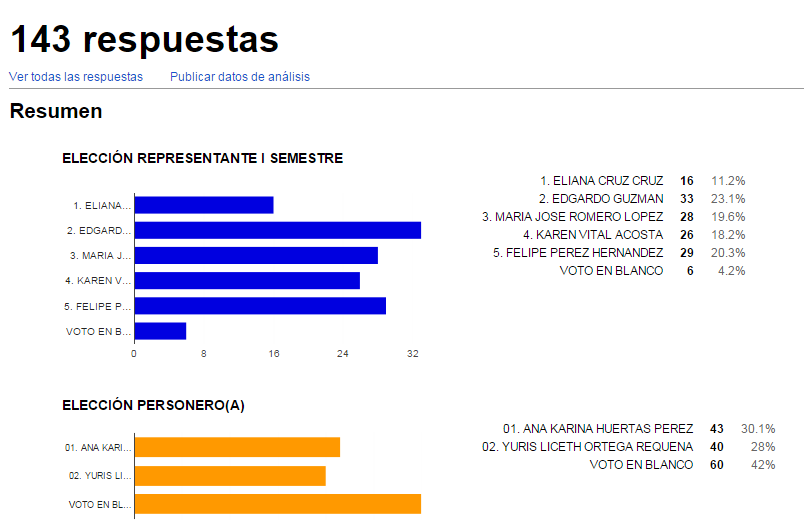 143 respuestas
Ver todas las respuestas Publicar datos de análisis
Resumen
ELECCIÓN REPRESENTANTE I SEMESTRE
1. ELIANA...
2. EDGARD...
3. MARIA J...
4. KAREN V...
5. FELIPE P...
VOTO EN B...
0 8 16 24 32
1. ELIANA CRUZ CRUZ 16 11.2%
2. EDGARDO GUZMAN 33 23.1%
3. MARIA JOSE ROMERO LOPEZ 28 19.6%
4. KAREN VITAL ACOSTA 26 18.2%
5. FELIPE PEREZ HERNANDEZ 29 20.3%
VOTO EN BLANCO 6 4.2%
ELECCIÓN PERSONERO(A)
01. ANA KARI...
02. YURIS LI...
VOTO EN BL...
01. ANA KARINA HUERTAS PEREZ 43 30.1%
02. YURIS LICETH ORTEGA REQUENA 40 28%
VOTO EN BLANCO 60 42%